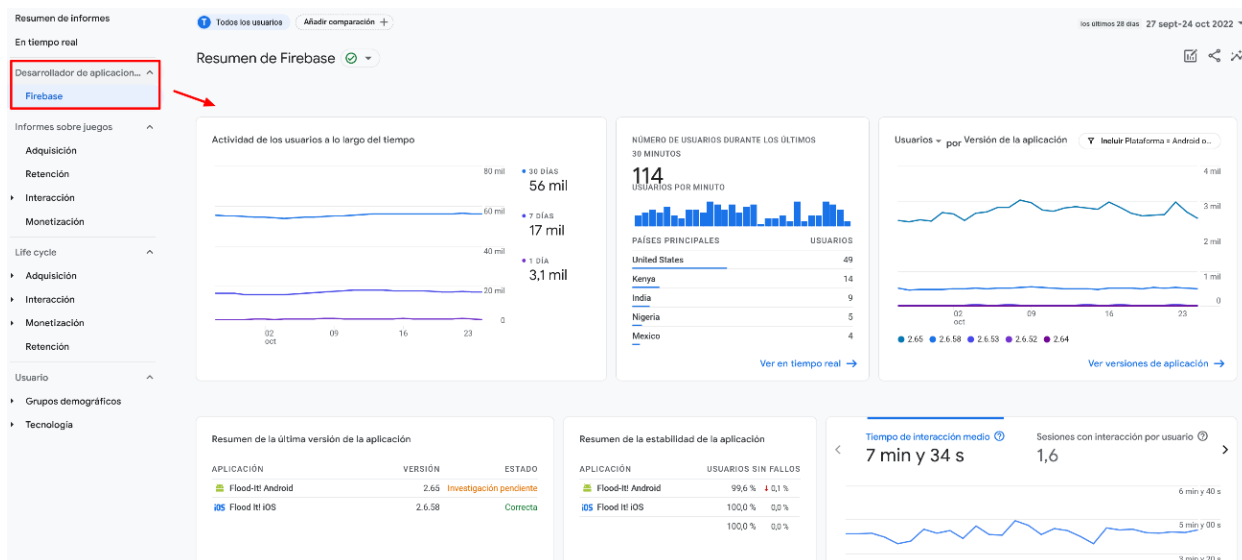 Resumen de informes
En tiempo real
Desarrollador de aplicacion...
Firebase
Informes sobre juegos
Adquisición
Retención
Interacción
Monetización
Life cycle
Adquisición
Interacción
Monetización
Retención
Usuario
Grupos demográficos
Tecnología
T Todos los usuarios
Añadir comparación +
los últimos 28 días 27 sept-24 oct 2022
Resumen de Firebase
Actividad de los usuarios a lo largo del tiempo
80 mil
60 mil
40 mil
20 mil
0
02 oct
09
16
23
30 DÍAS
56 mil
7 DÍAS
17 mil
1 DÍA
3,1 mil
NÚMERO DE USUARIOS DURANTE LOS ÚLTIMOS
30 MINUTOS
114
USUARIOS POR MINUTO
PAÍSES PRINCIPALES USUARIOS
United States 49
Kenya 14
India 9
Nigeria 5
Mexico 4
Ver en tiempo real →
Usuarios por Versión de la aplicación
Incluir Plataforma = Android o...
4 mil
3 mil
2 mil
1 mil
0
02 oct
09
16
23
2.65 2.6.58 2.6.53 2.6.52 2.64
Ver versiones de aplicación →
Resumen de la última versión de la aplicación
APLICACIÓN VERSIÓN ESTADO
Flood-It! Android 2.65 Investigación pendiente
iOS Flood It! iOS 2.6.58 Correcta
Resumen de la estabilidad de la aplicación
APLICACIÓN USUARIOS SIN FALLOS
Flood-It! Android 99,6 % ↓ 0,1 %
iOS Flood It! iOS 100,0 % 0,0 %
100,0 % 0,0 %
Tiempo de interacción medio
7 min y 34 s
Sesiones con interacción por usuario
1,6
6 min y 40 s
5 min y 00 s
3 min y 20 s